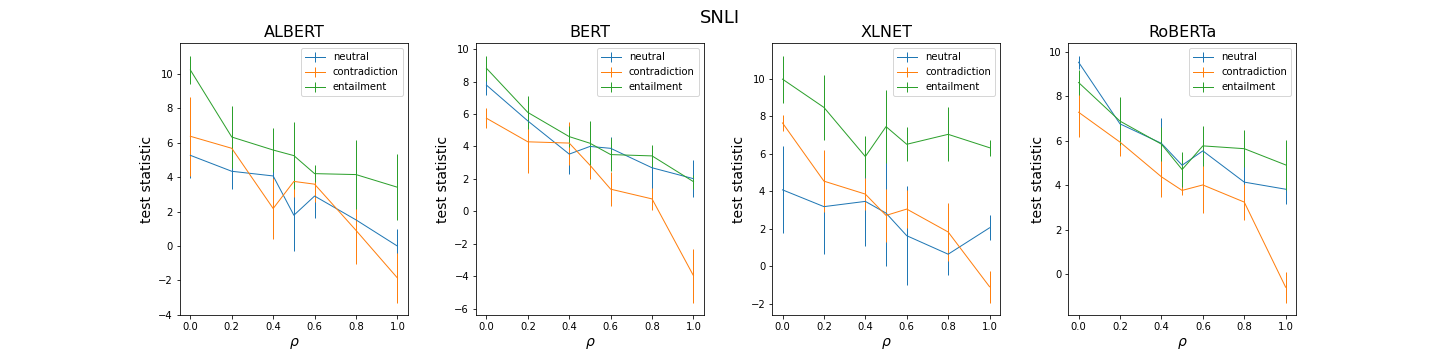 SNLI
ALBERT
neutral
contradiction
entailment
test statistic
10
8
6
4
2
0
−2
−4
0.0 0.2 0.4 0.6 0.8 1.0
ρ
BERT
neutral
contradiction
entailment
test statistic
10
8
6
4
2
0
−2
−4
−6
0.0 0.2 0.4 0.6 0.8 1.0
ρ
XLNET
neutral
contradiction
entailment
test statistic
10
8
6
4
2
0
−2
0.0 0.2 0.4 0.6 0.8 1.0
ρ
RoBERTa
neutral
contradiction
entailment
test statistic
10
8
6
4
2
0
0.0 0.2 0.4 0.6 0.8 1.0
ρ